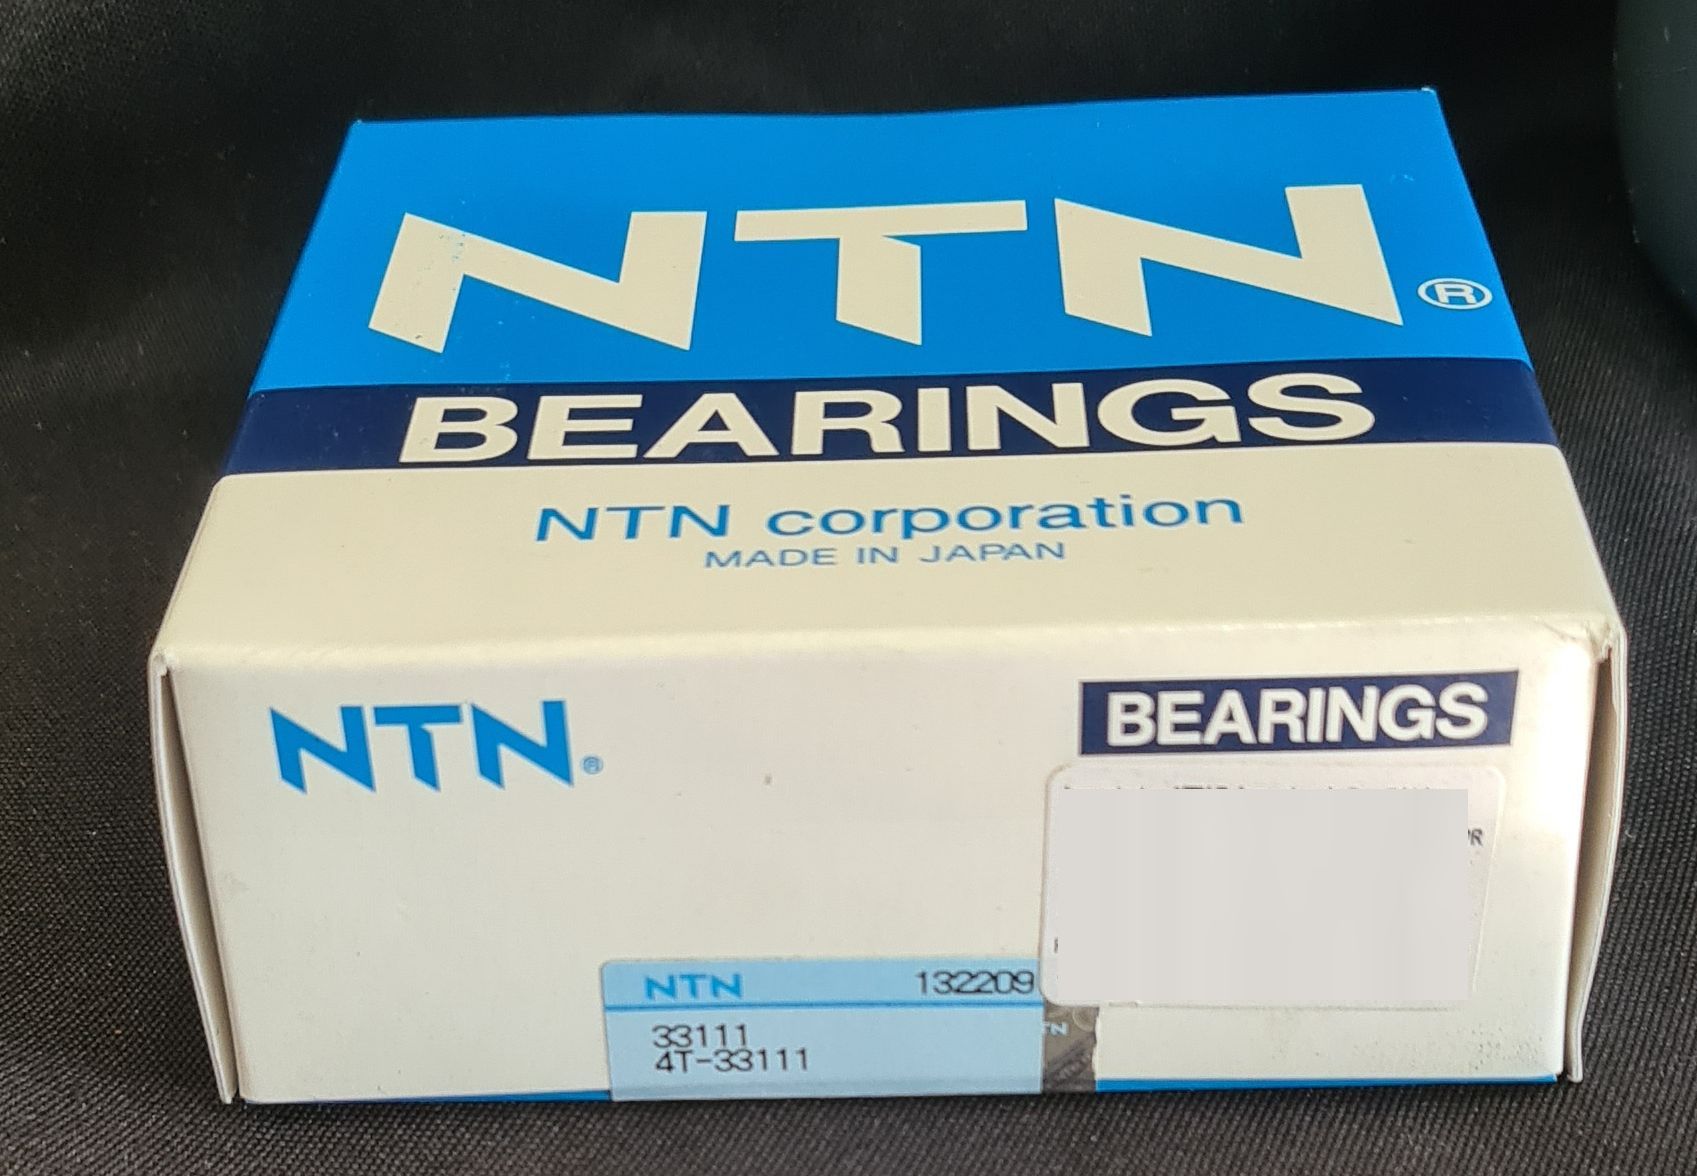 NTN®
BEARINGS
NTN corporation
MADE IN JAPAN
NTN®
BEARINGS
NTN 132209
33111
4T-33111